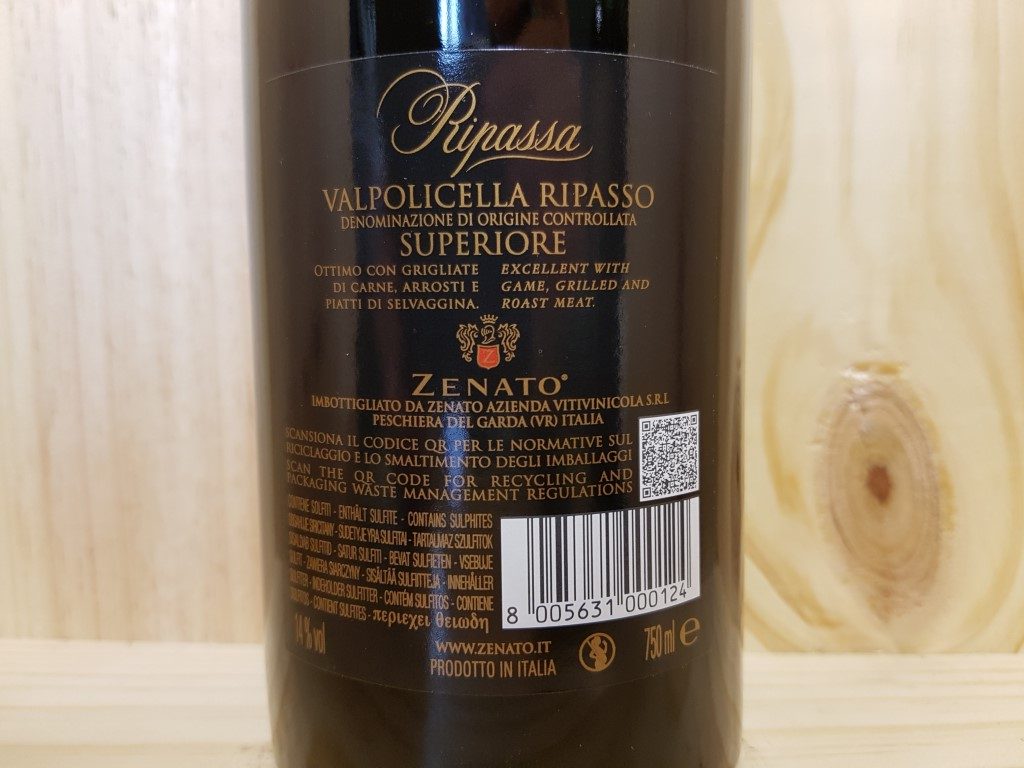 Ripassa
VALPOLICELLA RIPASSO
DENOMINAZIONE DI ORIGINE CONTROLLATA
SUPERIORE
OTTIMO CON GRIGLIATE
DI CARNE, ARROSTI E
PIATTI DI SELVAGGINA.
EXCELLENT WITH
GAME, GRILLED AND
ROAST MEAT.
Z
ZENATO®
IMBOTTIGLIATO DA ZENATO AZIENDA VITIVINICOLA S.R.L
PESCHIERA DEL GARDA (VR) ITALIA
SCANSIONA IL CODICE QR PER LE NORMATIVE SUL
RICICLAGGIO E LO SMALTIMENTO DEGLI IMBALLAGGI
SCAN THE QR CODE FOR RECYCLING AND
PACKAGING WASTE MANAGEMENT REGULATIONS
CONTIENE SOLFITI - ENTHÄLT SULFITE - CONTAINS SULPHITES
SUDĖTYJE YRA SULFITAI - TARTALMAZ SZULFITOK
SATUR SULFITI - BEVAT SULFIETEN - VSEBUJE
ZAWIERA SIARCZYNY - SISÄLTÄÄ SULFIITTEJA - INNEHÅLLER
INDEHOLDER SULFITTER - CONTÉM SULFITOS - CONTIENE
SULFITOS - CONTIENT SULFITES - περιεχει θειωδη
8 005631 000124
14 % vol
WWW.ZENATO.IT
PRODOTTO IN ITALIA
750 ml e